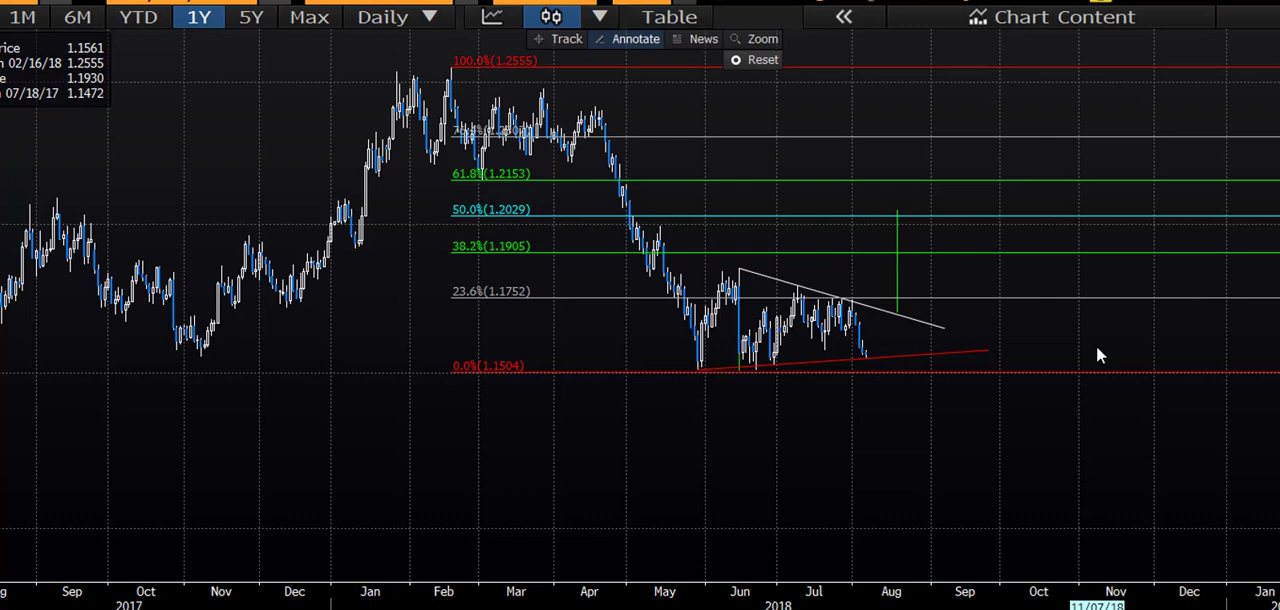 1M 6M YTD 1Y 5Y Max Daily Table Chart Content
Track Annotate News Zoom
Reset
rice 1.1561
n 02/16/18 1.2555
e 1.1930
07/18/17 1.1472
100.0%(1.2555)
61.8%(1.2153)
50.0%(1.2029)
38.2%(1.1905)
23.6%(1.1752)
0.0%(1.1504)
g Sep Oct Nov Dec Jan Feb Mar Apr May Jun Jul Aug Sep Oct Nov Dec Jan
2017 2018 11/07/18 2